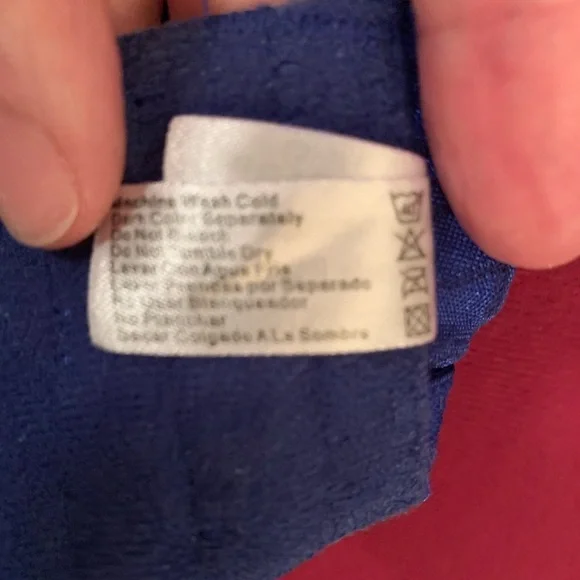 Machine Wash Cold
Dark Color Separately
Do Not Bleach
Do Not Tumble Dry
Lavar Con Agua Fria
Lavar Prendas por Separado
No Usar Blanqueador
No Planchar
Secar Colgado A La Sombra